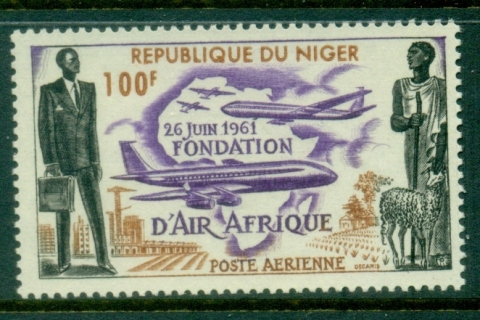 REPUBLIQUE DU NIGER
100F
26 JUIN 1961
FONDATION
D'AIR AFRIQUE
POSTE AERIENNE
DECARIS